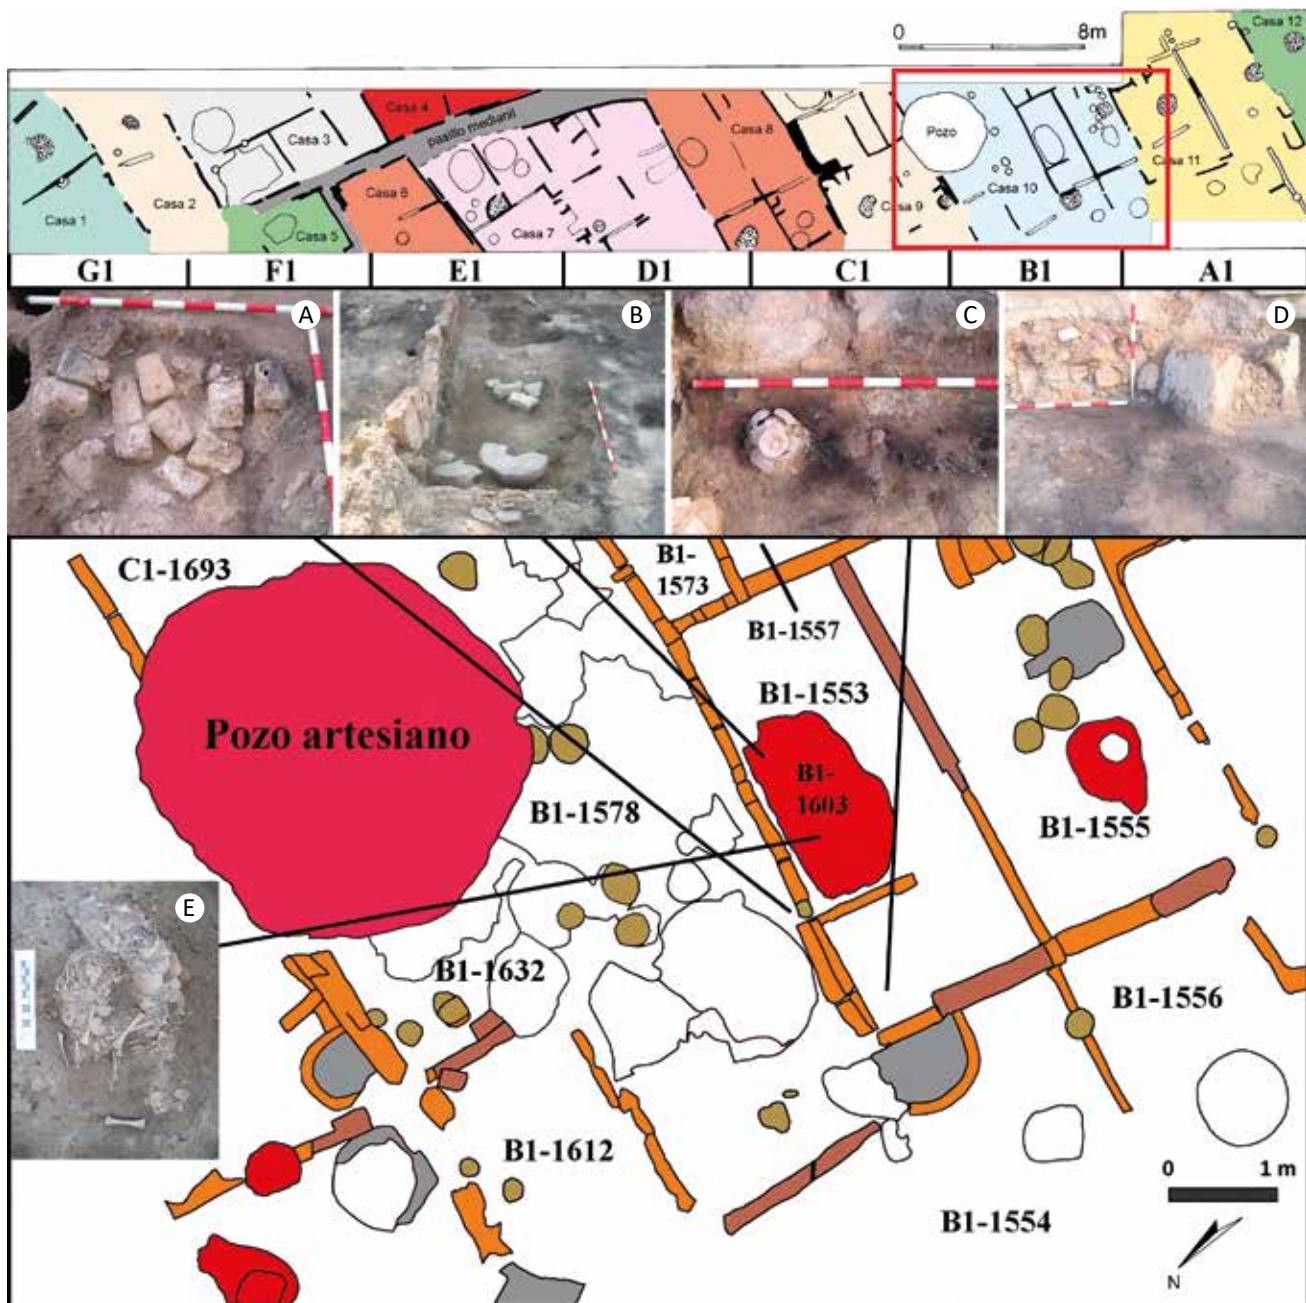 0 8m
Casa 12
Casa 4
pasillo medianil
Casa 3
Casa 8
Pozo
Casa 11
Casa 1
Casa 2
Casa 5
Casa 6
Casa 7
Casa 9
Casa 10
G1 F1 E1 D1 C1 B1 A1
A B C D
C1-1693
B1-
1573
B1-1557
B1-1553
Pozo artesiano
B1-
1603
B1-1578
B1-1555
E
B1-1632
B1-1556
B1-1612
0 1 m
B1-1554
N